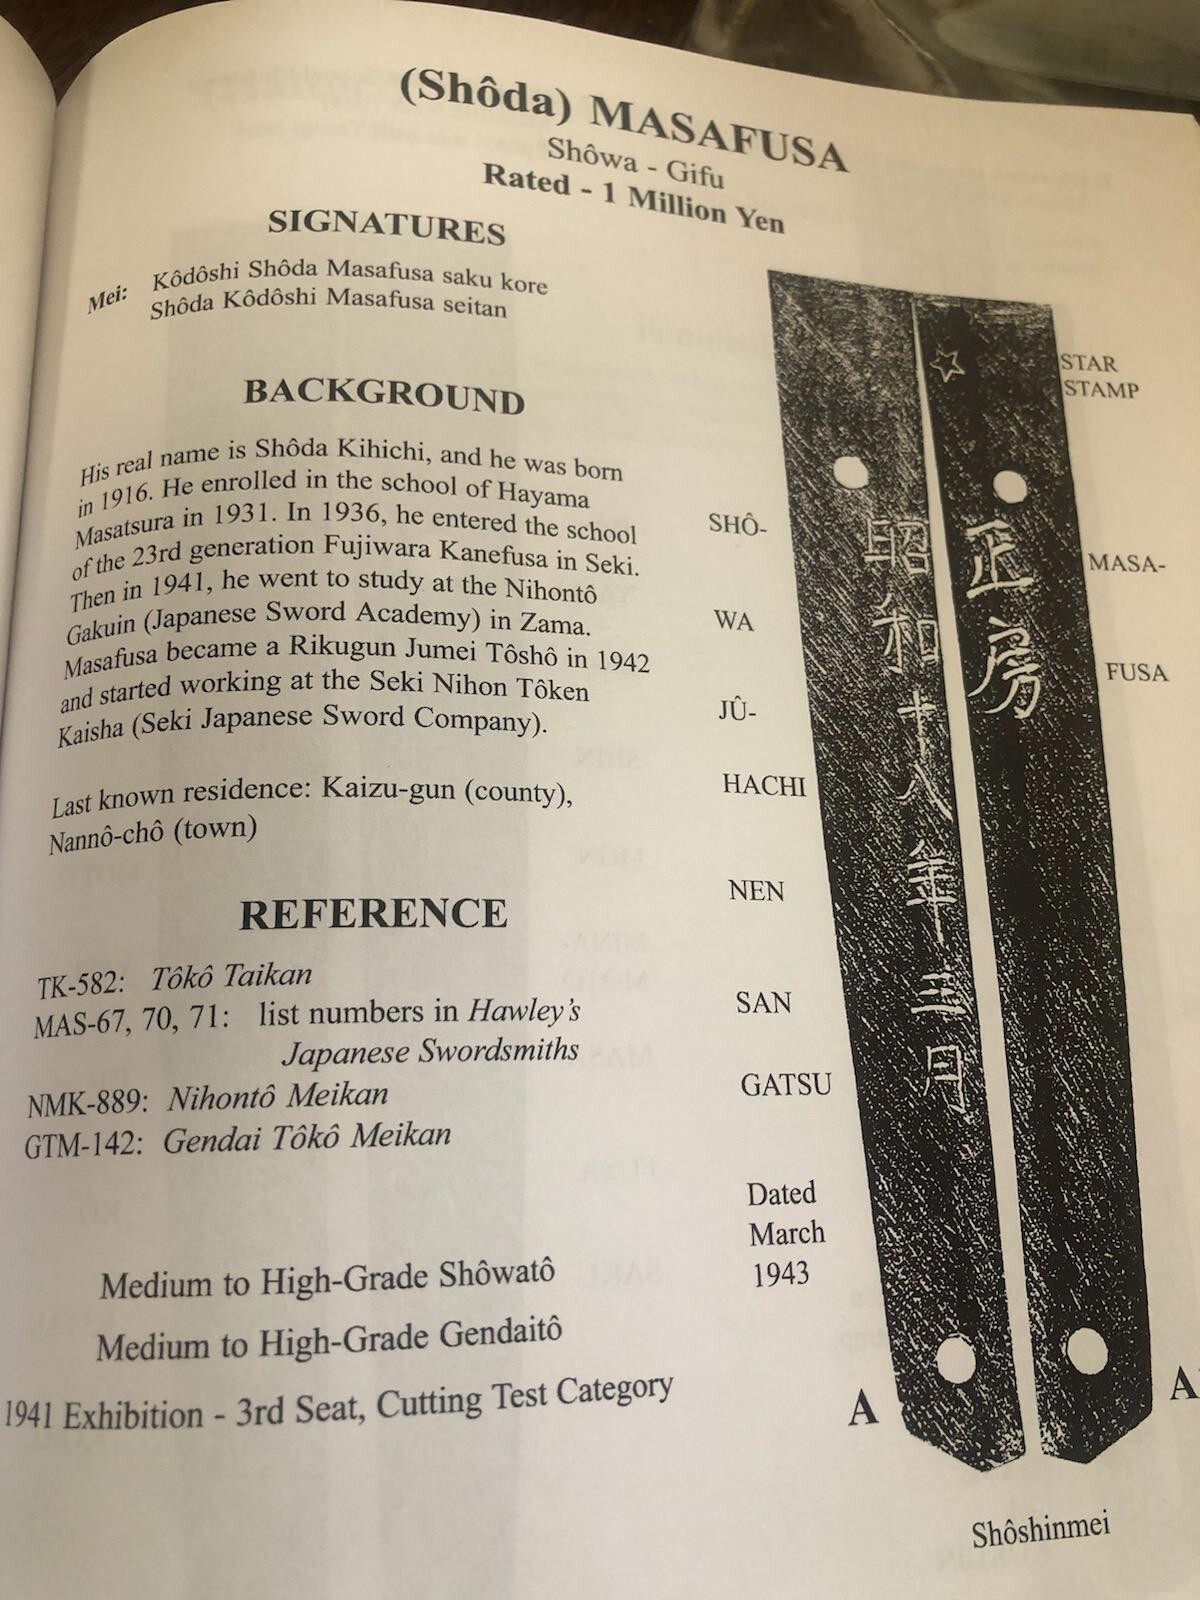 (Shôda) MASAFUSA
Shôwa - Gifu
Rated - 1 Million Yen
SIGNATURES
Mei: Kôdôshi Shôda Masafusa saku kore
Shôda Kôdôshi Masafusa seitan
BACKGROUND
His real name is Shôda Kihichi, and he was born
in 1916. He enrolled in the school of Hayama
Masatsura in 1931. In 1936, he entered the school
of the 23rd generation Fujiwara Kanefusa in Seki.
Then in 1941, he went to study at the Nihontô
Gakuin (Japanese Sword Academy) in Zama.
Masafusa became a Rikugun Jumei Tôshô in 1942
and started working at the Seki Nihon Tôken
Kaisha (Seki Japanese Sword Company).
Last known residence: Kaizu-gun (county),
Nannô-chô (town)
REFERENCE
TK-582: Tôkô Taikan
MAS-67, 70, 71: list numbers in Hawley's
Japanese Swordsmiths
NMK-889: Nihontô Meikan
GTM-142: Gendai Tôkô Meikan
Medium to High-Grade Shôwatô
Medium to High-Grade Gendaitô
1941 Exhibition - 3rd Seat, Cutting Test Category
SHÔ-
WA
JÛ-
HACHI
NEN
SAN
GATSU
Dated
March
1943
昭和十八年三月
正房
STAR
STAMP
MASA-
FUSA
A
A
Shôshinmei